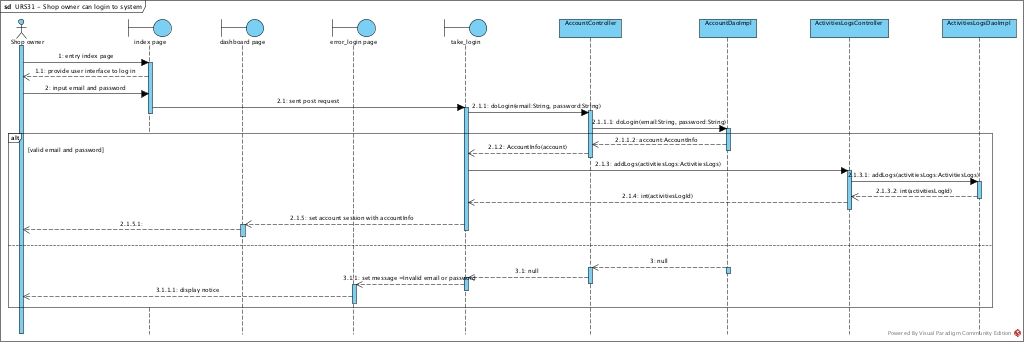 sd URS31 - Shop owner can login to system
AccountController
AccountDaoImpl
ActivitiesLogsController
ActivitiesLogsDaoImpl
Shop owner
index page
dashboard page
error_login page
take_login
1: entry index page
1.1: provide user interface to log in
2: input email and password
2.1: sent post request
2.1.1: doLogin(email:String, password:String)
2.1.1.1: doLogin(email:String, password:String)
alt
2.1.1.2: account:AccountInfo
[valid email and password]
2.1.2: AccountInfo(account)
2.1.3: addLogs(activitiesLogs:ActivitiesLogs)
2.1.3.1: addLogs(activitiesLogs:ActivitiesLogs)
2.1.3.2: int(activitiesLogId)
2.1.4: int(activitiesLogId)
2.1.5: set account session with accountInfo
2.1.5.1:
3: null
3.1: null
3.1.1: set message =Invalid email or password
3.1.1.1: display notice
Powered By Visual Paradigm Community Edition